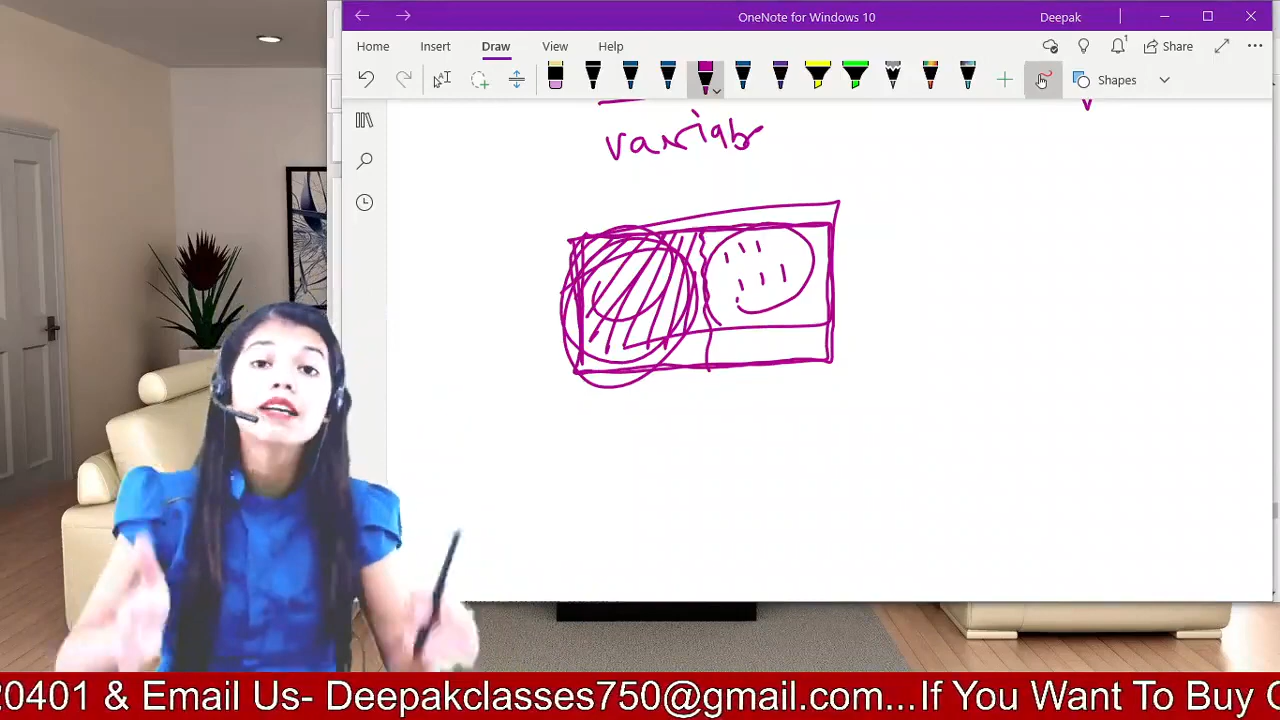 OneNote for Windows 10
Deepak
Home
Insert
Draw
View
Help
Share
Shapes
20401 & Email Us- Deepakclasses750@gmail.com...If You Want To Buy